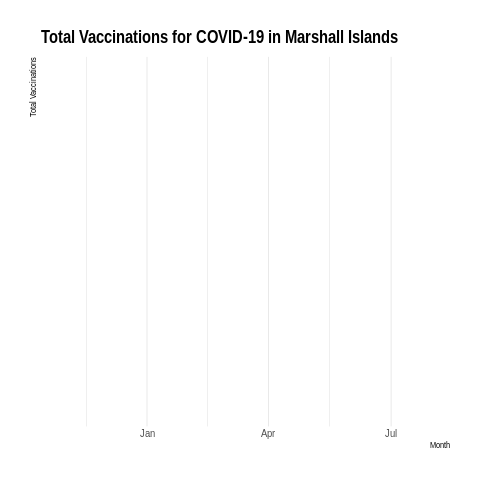 Total Vaccinations for COVID-19 in Marshall Islands
Total Vaccinations
Jan
Apr
Jul
Month